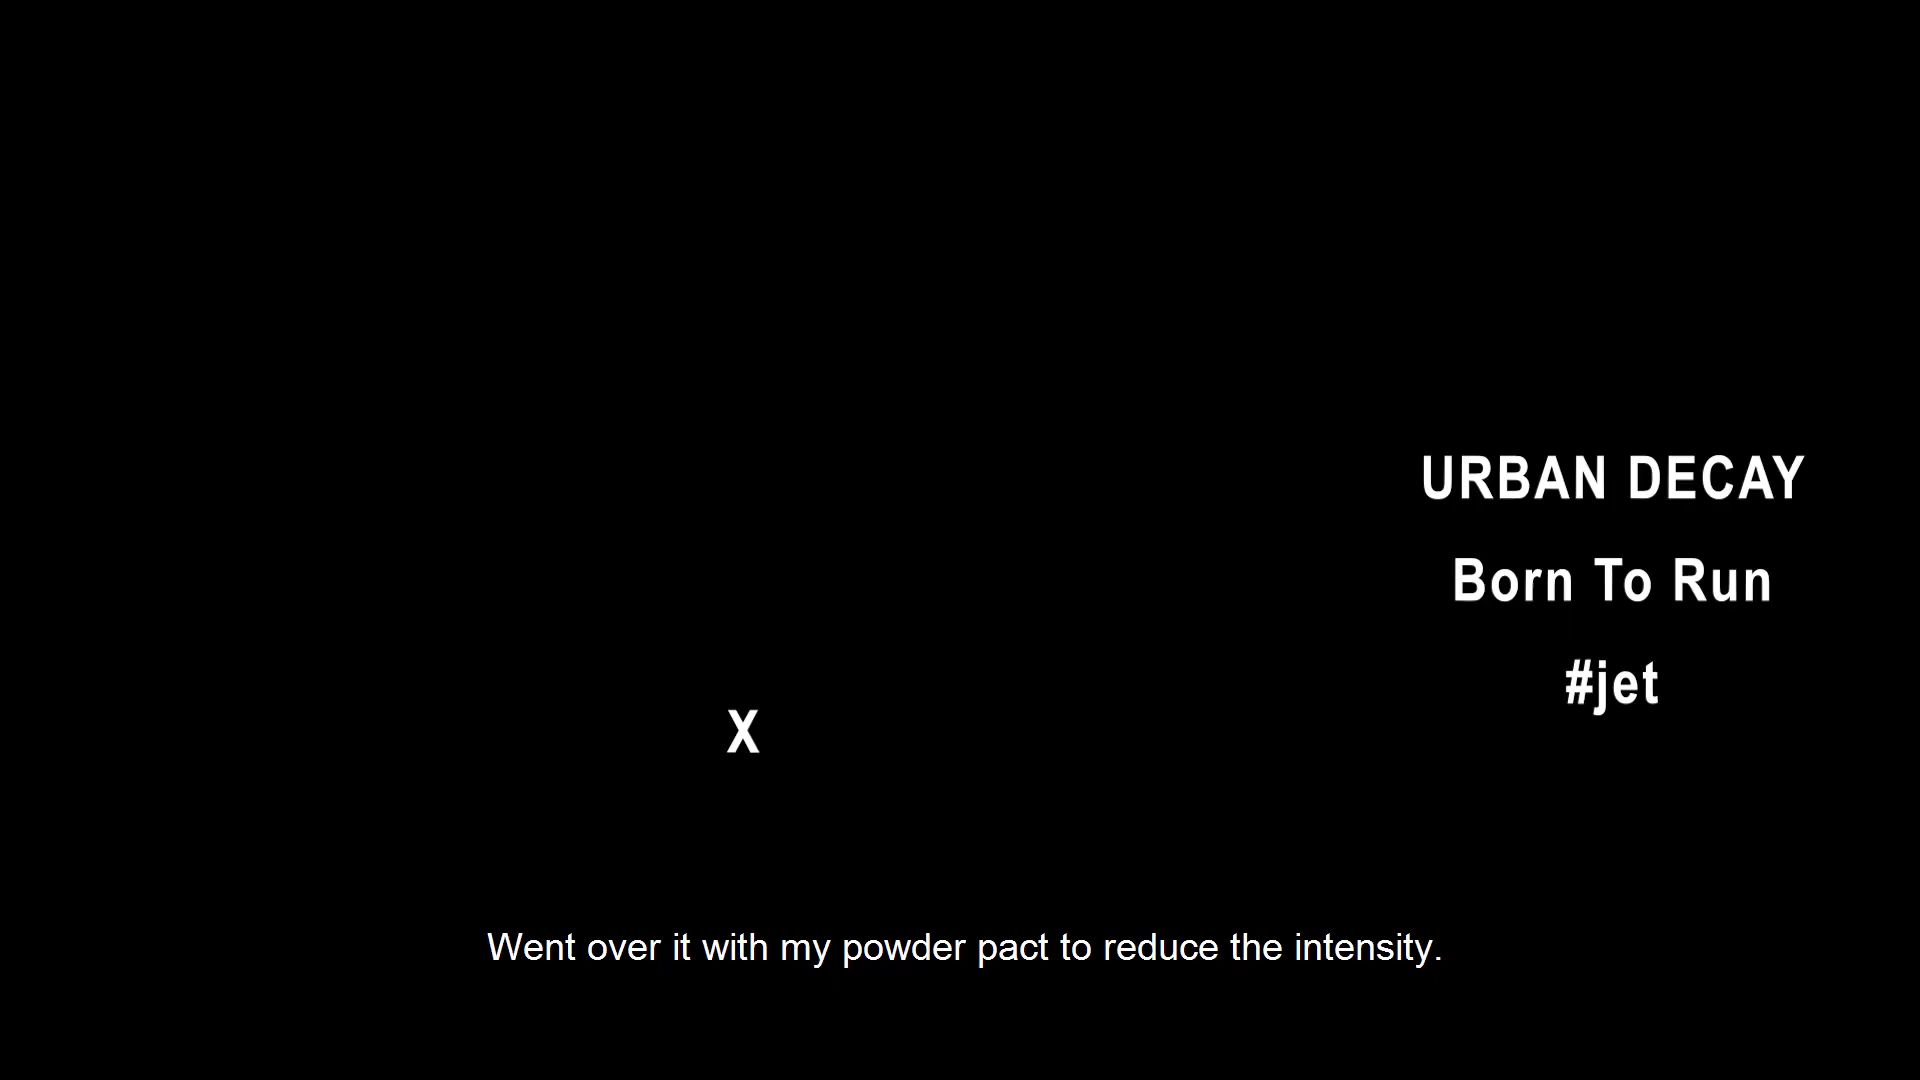 URBAN DECAY
Born To Run
#jet
X
Went over it with my powder pact to reduce the intensity.